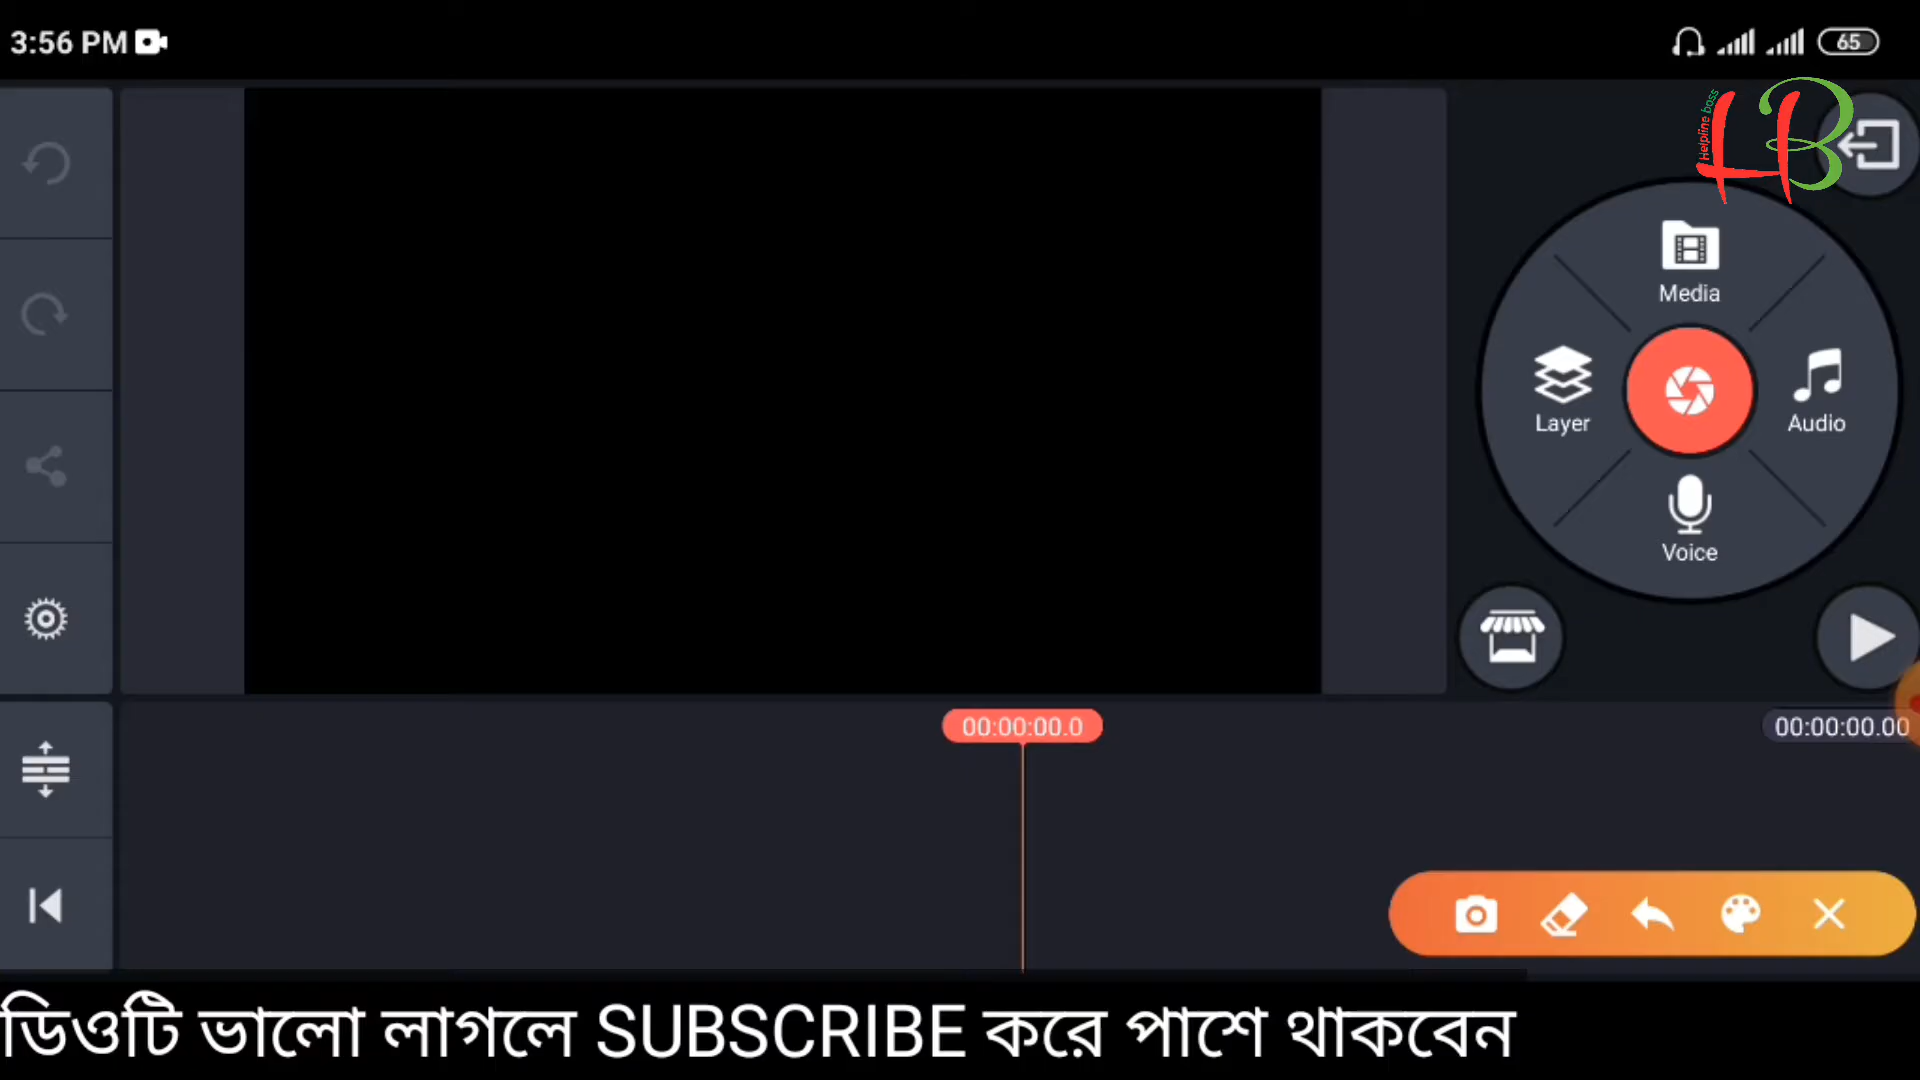 3:56 PM
65
Helpline boss
HB
Media
Layer
Audio
Voice
00:00:00.0
00:00:00.00
ডিওটি ভালো লাগলে SUBSCRIBE করে পাশে থাকবেন